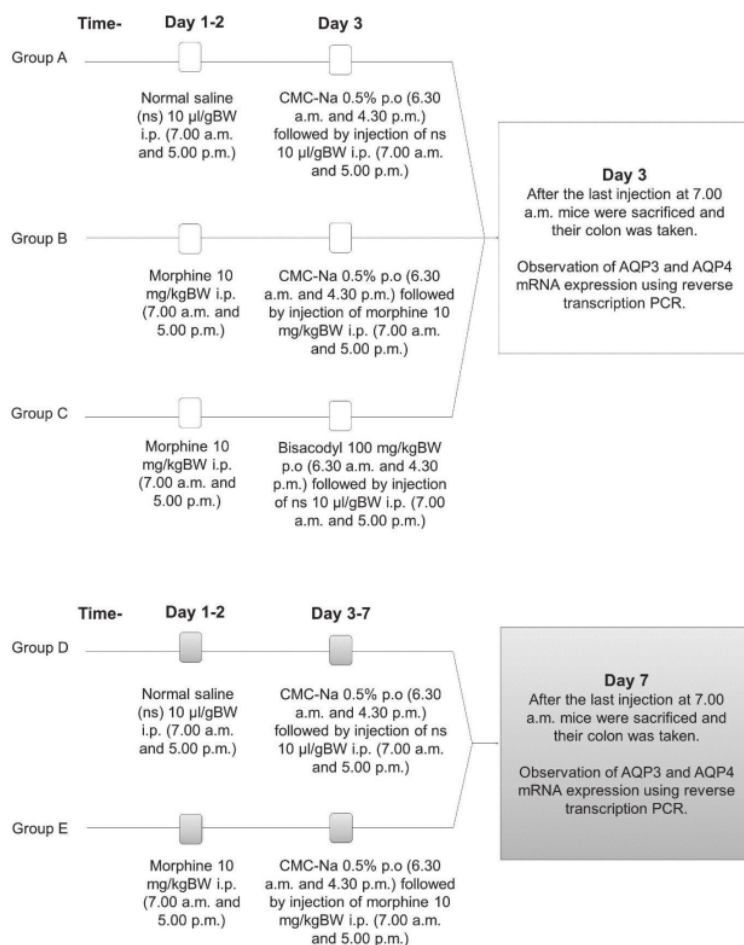 Time- Day 1-2 Day 3
Group A
Normal saline
(ns) 10 µl/gBW
i.p. (7.00 a.m.
and 5.00 p.m.)
CMC-Na 0.5% p.o (6.30
a.m. and 4.30 p.m.)
followed by injection of ns
10 µl/gBW i.p. (7.00 a.m.
and 5.00 p.m.)
Group B
Morphine 10
mg/kgBW i.p.
(7.00 a.m. and
5.00 p.m.)
CMC-Na 0.5% p.o (6.30
a.m. and 4.30 p.m.) followed
by injection of morphine 10
mg/kgBW i.p. (7.00 a.m.
and 5.00 p.m.)
Group C
Morphine 10
mg/kgBW i.p.
(7.00 a.m. and
5.00 p.m.)
Bisacodyl 100 mg/kgBW
p.o (6.30 a.m. and 4.30
p.m.) followed by injection
of ns 10 µl/gBW i.p. (7.00
a.m. and 5.00 p.m.)
Day 3
After the last injection at 7.00
a.m. mice were sacrificed and
their colon was taken.
Observation of AQP3 and AQP4
mRNA expression using reverse
transcription PCR.
Time- Day 1-2 Day 3-7
Group D
Normal saline
(ns) 10 µl/gBW
i.p. (7.00 a.m.
and 5.00 p.m.)
CMC-Na 0.5% p.o (6.30
a.m. and 4.30 p.m.)
followed by injection of ns
10 µl/gBW i.p. (7.00 a.m.
and 5.00 p.m.)
Group E
Morphine 10
mg/kgBW i.p.
(7.00 a.m. and
5.00 p.m.)
CMC-Na 0.5% p.o (6.30
a.m. and 4.30 p.m.) followed
by injection of morphine 10
mg/kgBW i.p. (7.00 a.m.
and 5.00 p.m.)
Day 7
After the last injection at 7.00
a.m. mice were sacrificed and
their colon was taken.
Observation of AQP3 and AQP4
mRNA expression using reverse
transcription PCR.